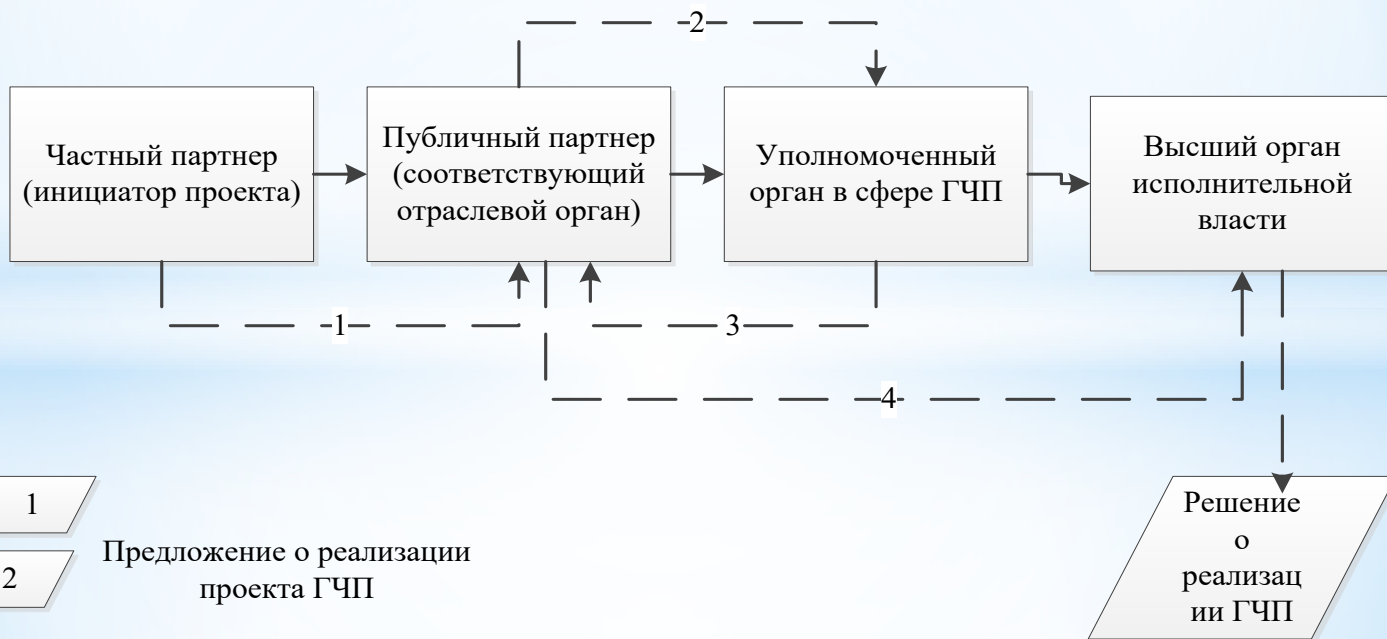 2
Частный партнер
(инициатор проекта)
Публичный партнер
(соответствующий
отраслевой орган)
Уполномоченный
орган в сфере ГЧП
Высший орган
исполнительной
власти
1
3
4
1
2
Предложение о реализации
проекта ГЧП
Решение
о
реализац
ии ГЧП